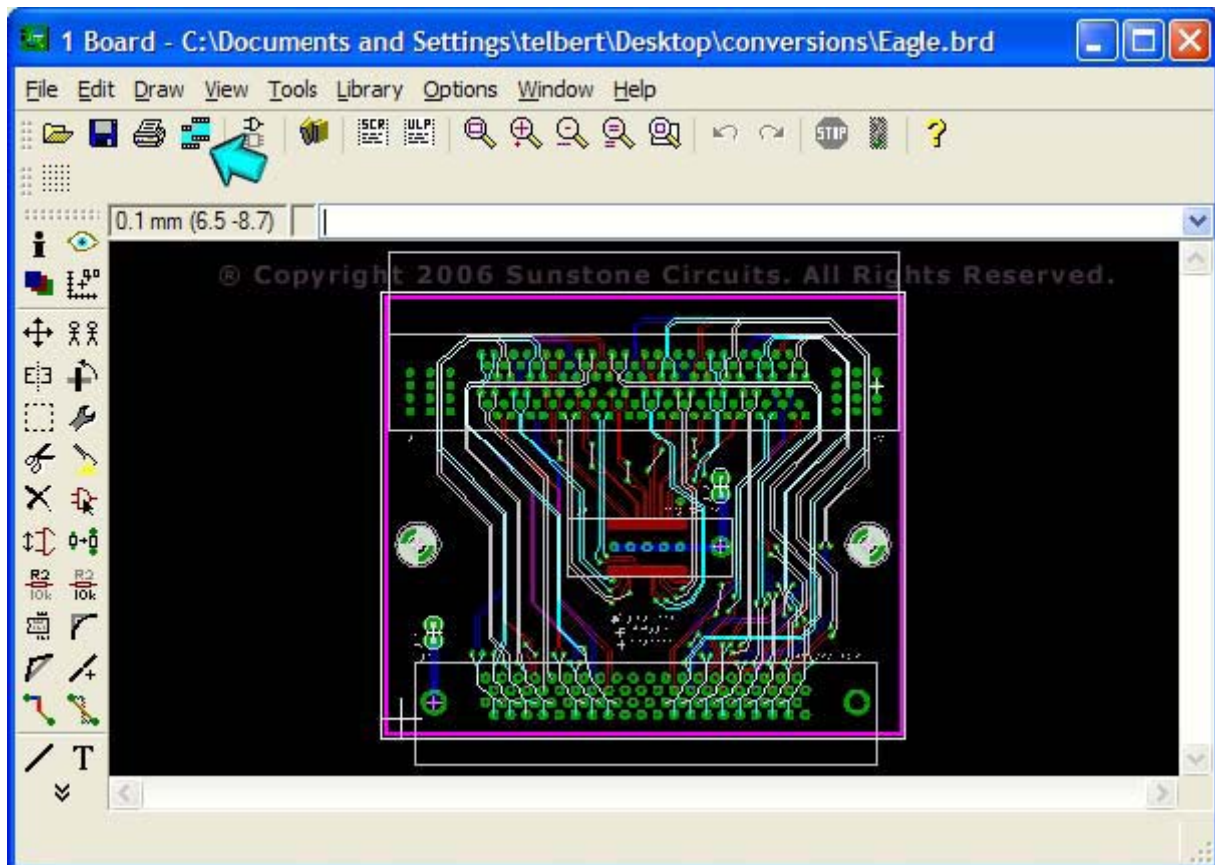 1 Board - C:\Documents and Settings\telbert\Desktop\conversions\Eagle.brd
File Edit Draw View Tools Library Options Window Help
SCR ULP STOP ?
0.1 mm (6.5 -8.7)
® Copyright 2006 Sunstone Circuits. All Rights Reserved.
R2 R2
10k 10k
T